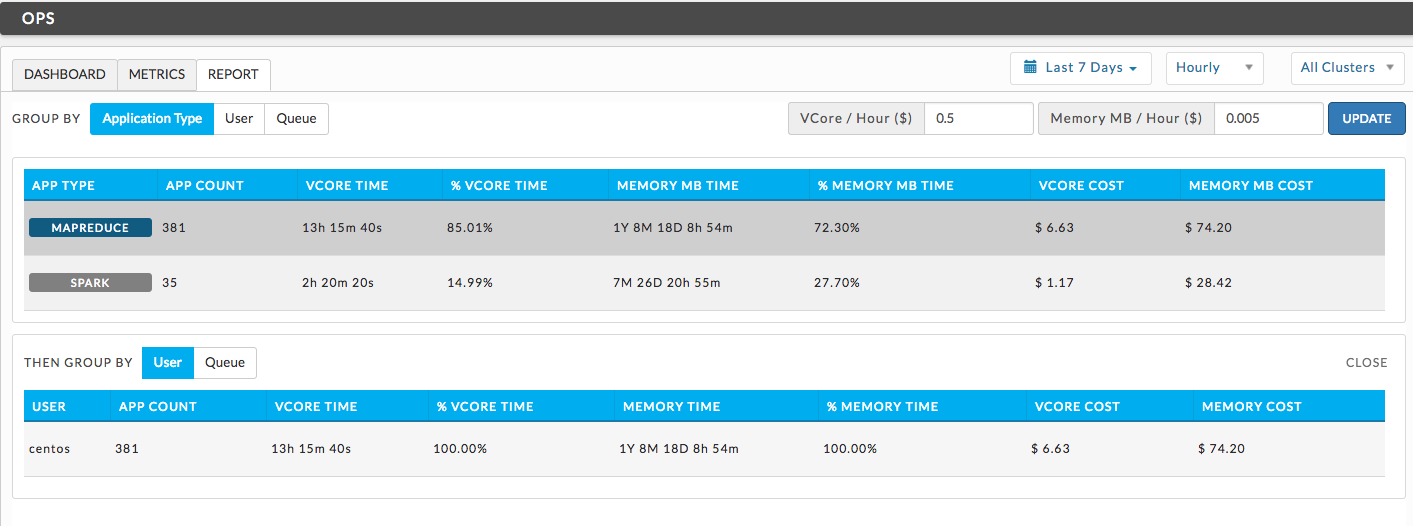 OPS
DASHBOARD METRICS REPORT Last 7 Days Hourly All Clusters
GROUP BY Application Type User Queue VCore / Hour ($) 0.5 Memory MB / Hour ($) 0.005 UPDATE
APP TYPE APP COUNT VCORE TIME % VCORE TIME MEMORY MB TIME % MEMORY MB TIME VCORE COST MEMORY MB COST
MAPREDUCE 381 13h 15m 40s 85.01% 1Y 8M 18D 8h 54m 72.30% $ 6.63 $ 74.20
SPARK 35 2h 20m 20s 14.99% 7M 26D 20h 55m 27.70% $ 1.17 $ 28.42
THEN GROUP BY User Queue CLOSE
USER APP COUNT VCORE TIME % VCORE TIME MEMORY TIME % MEMORY TIME VCORE COST MEMORY COST
centos 381 13h 15m 40s 100.00% 1Y 8M 18D 8h 54m 100.00% $ 6.63 $ 74.20